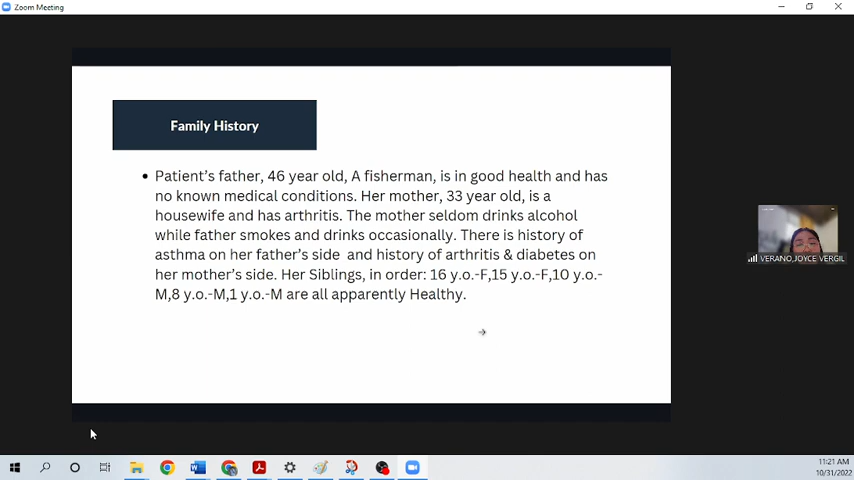 Zoom Meeting
Family History
• Patient's father, 46 year old, A fisherman, is in good health and has
no known medical conditions. Her mother, 33 year old, is a
housewife and has arthritis. The mother seldom drinks alcohol
while father smokes and drinks occasionally. There is history of
asthma on her father's side and history of arthritis & diabetes on
her mother's side. Her Siblings, in order: 16 y.o.-F,15 y.o.-F,10 y.o.-
M,8 y.o.-M,1 y.o.-M are all apparently Healthy.
VERANO,JOYCE VERGIL
11:21 AM
10/31/2022